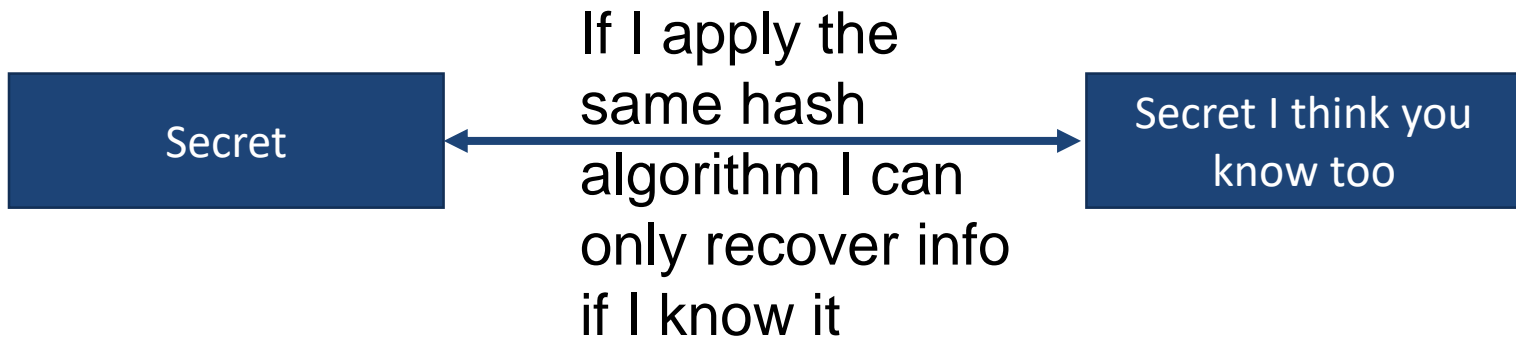 Secret
If I apply the
same hash
algorithm I can
only recover info
if I know it
Secret I think you
know too